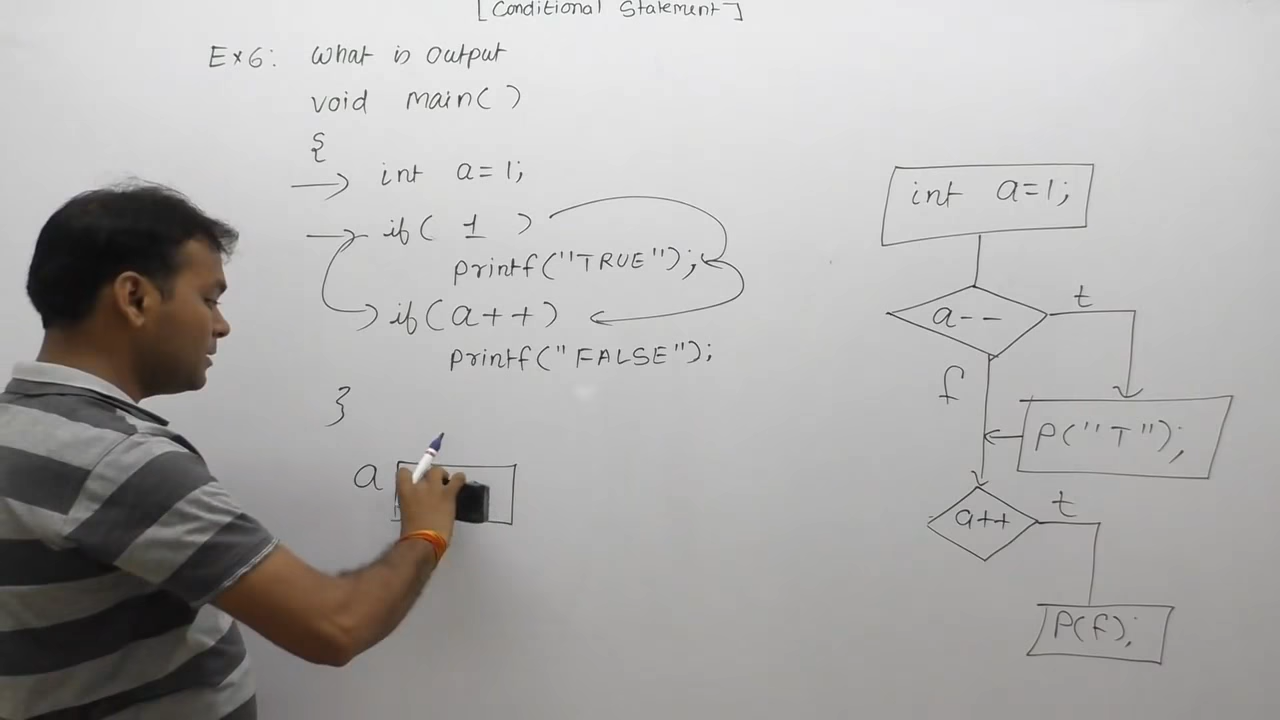 [Conditional Statement]
Ex6: What is output
void main( )
{
int a=1;
if( 1 )
printf("TRUE");
if(a++)
printf("FALSE");
}
a
int a=1;
a--
t
f
P("T");
a++
t
P(f);